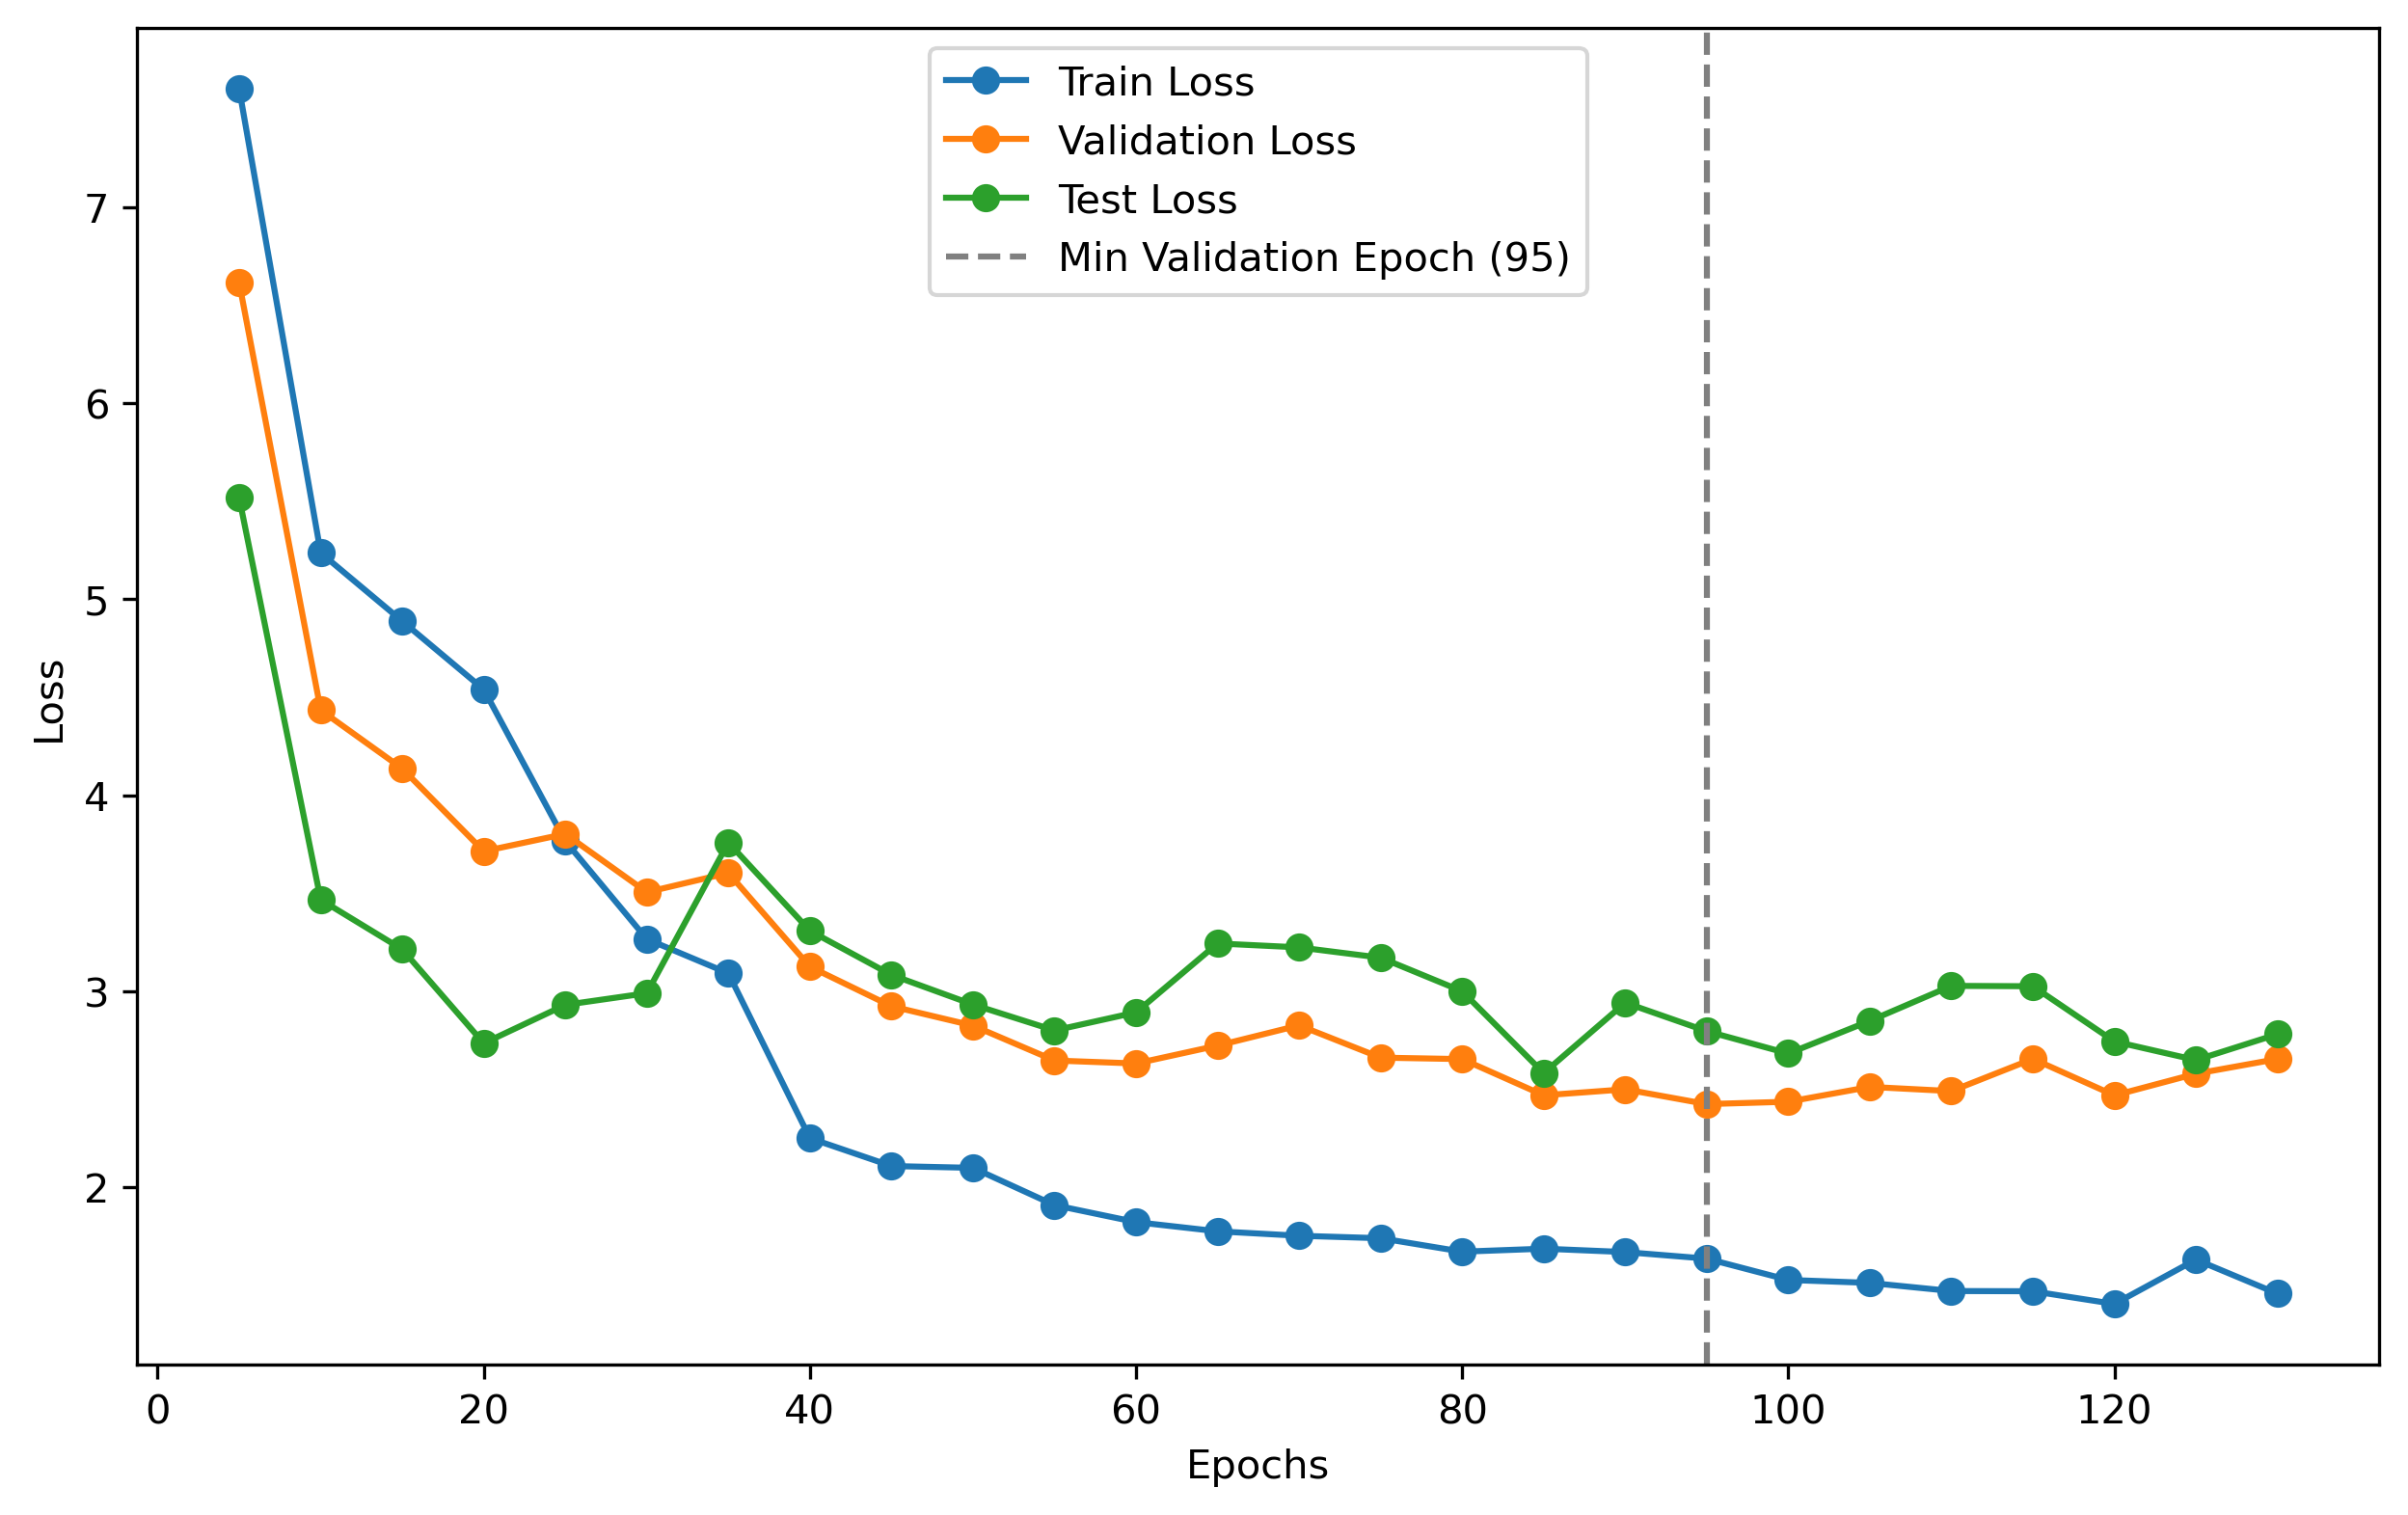 Train Loss
Validation Loss
Test Loss
Min Validation Epoch (95)
7
6
5
4
3
2
Loss
0 20 40 60 80 100 120
Epochs